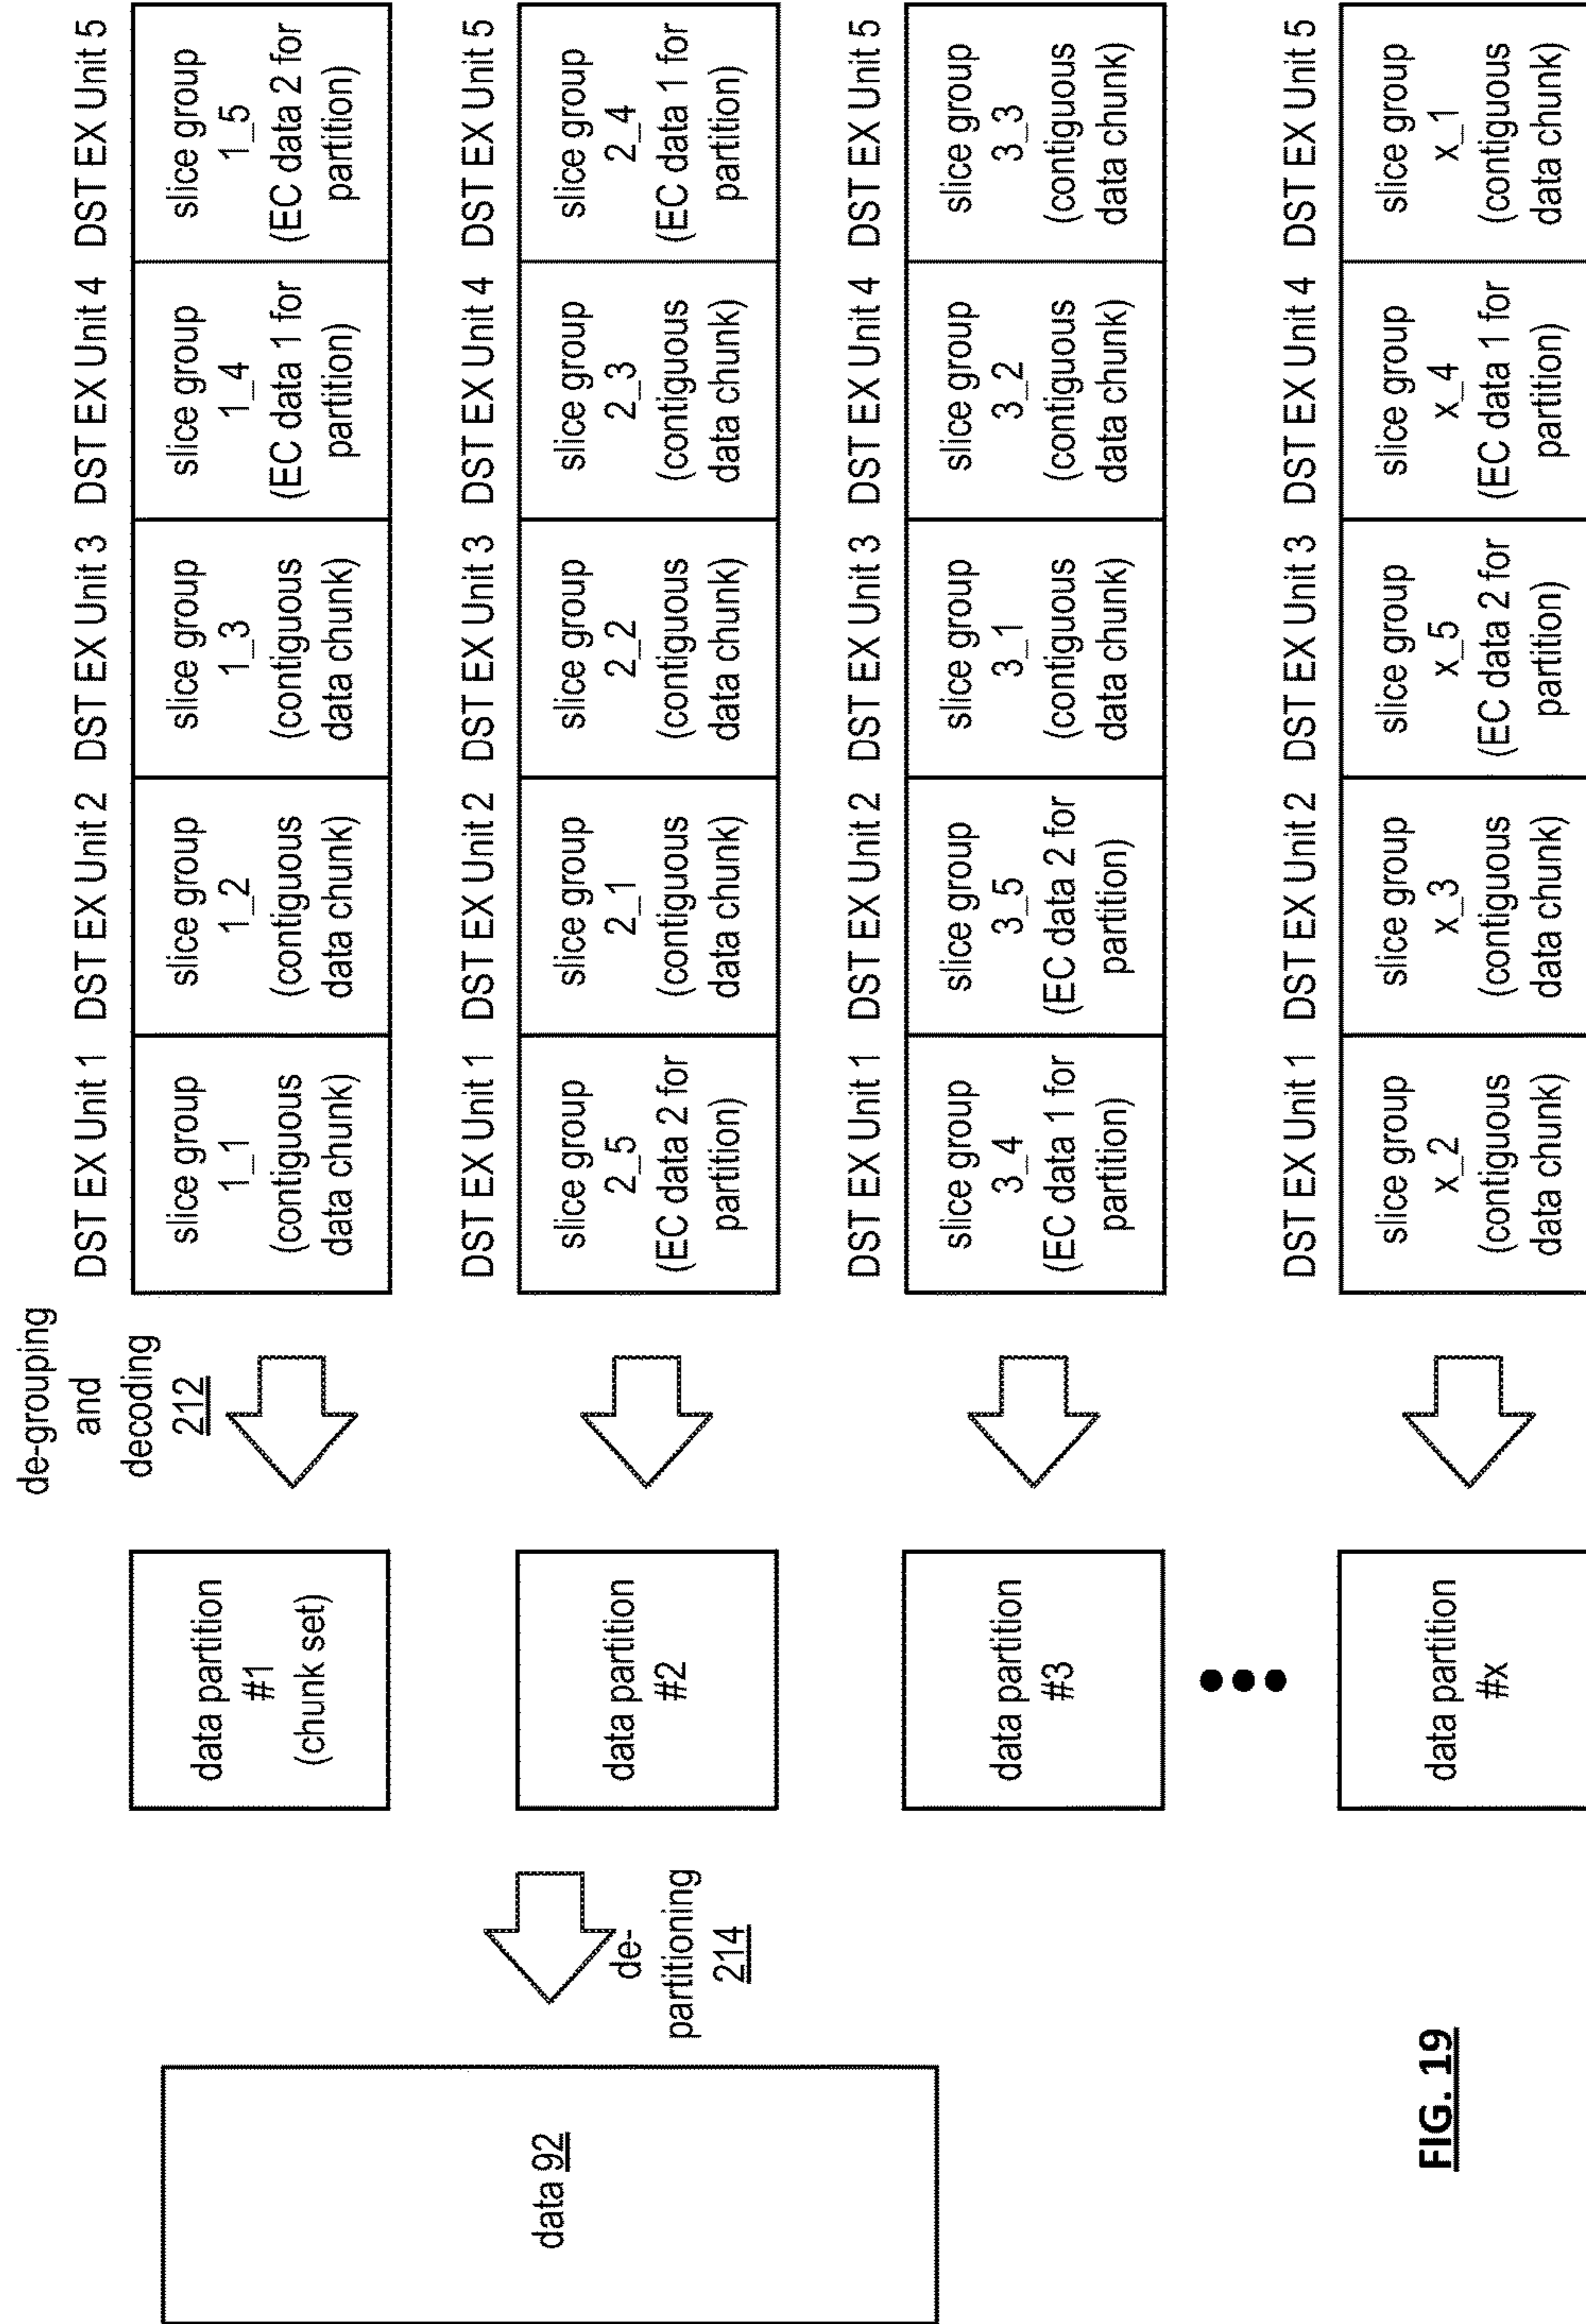 de-grouping
and
decoding
212
DST EX Unit 1 DST EX Unit 2 DST EX Unit 3 DST EX Unit 4 DST EX Unit 5
data 92
de-
partitioning
214
data partition
#1
(chunk set)
slice group
1_1
(contiguous
data chunk)
slice group
1_2
(contiguous
data chunk)
slice group
1_3
(contiguous
data chunk)
slice group
1_4
(EC data 1 for
partition)
slice group
1_5
(EC data 2 for
partition)
DST EX Unit 1 DST EX Unit 2 DST EX Unit 3 DST EX Unit 4 DST EX Unit 5
data partition
#2
slice group
2_5
(EC data 2 for
partition)
slice group
2_1
(contiguous
data chunk)
slice group
2_2
(contiguous
data chunk)
slice group
2_3
(contiguous
data chunk)
slice group
2_4
(EC data 1 for
partition)
DST EX Unit 1 DST EX Unit 2 DST EX Unit 3 DST EX Unit 4 DST EX Unit 5
data partition
#3
slice group
3_4
(EC data 1 for
partition)
slice group
3_5
(EC data 2 for
partition)
slice group
3_1
(contiguous
data chunk)
slice group
3_2
(contiguous
data chunk)
slice group
3_3
(contiguous
data chunk)
DST EX Unit 1 DST EX Unit 2 DST EX Unit 3 DST EX Unit 4 DST EX Unit 5
data partition
#x
slice group
x_2
(contiguous
data chunk)
slice group
x_3
(contiguous
data chunk)
slice group
x_5
(EC data 2 for
partition)
slice group
x_4
(EC data 1 for
partition)
slice group
x_1
(contiguous
data chunk)
FIG. 19